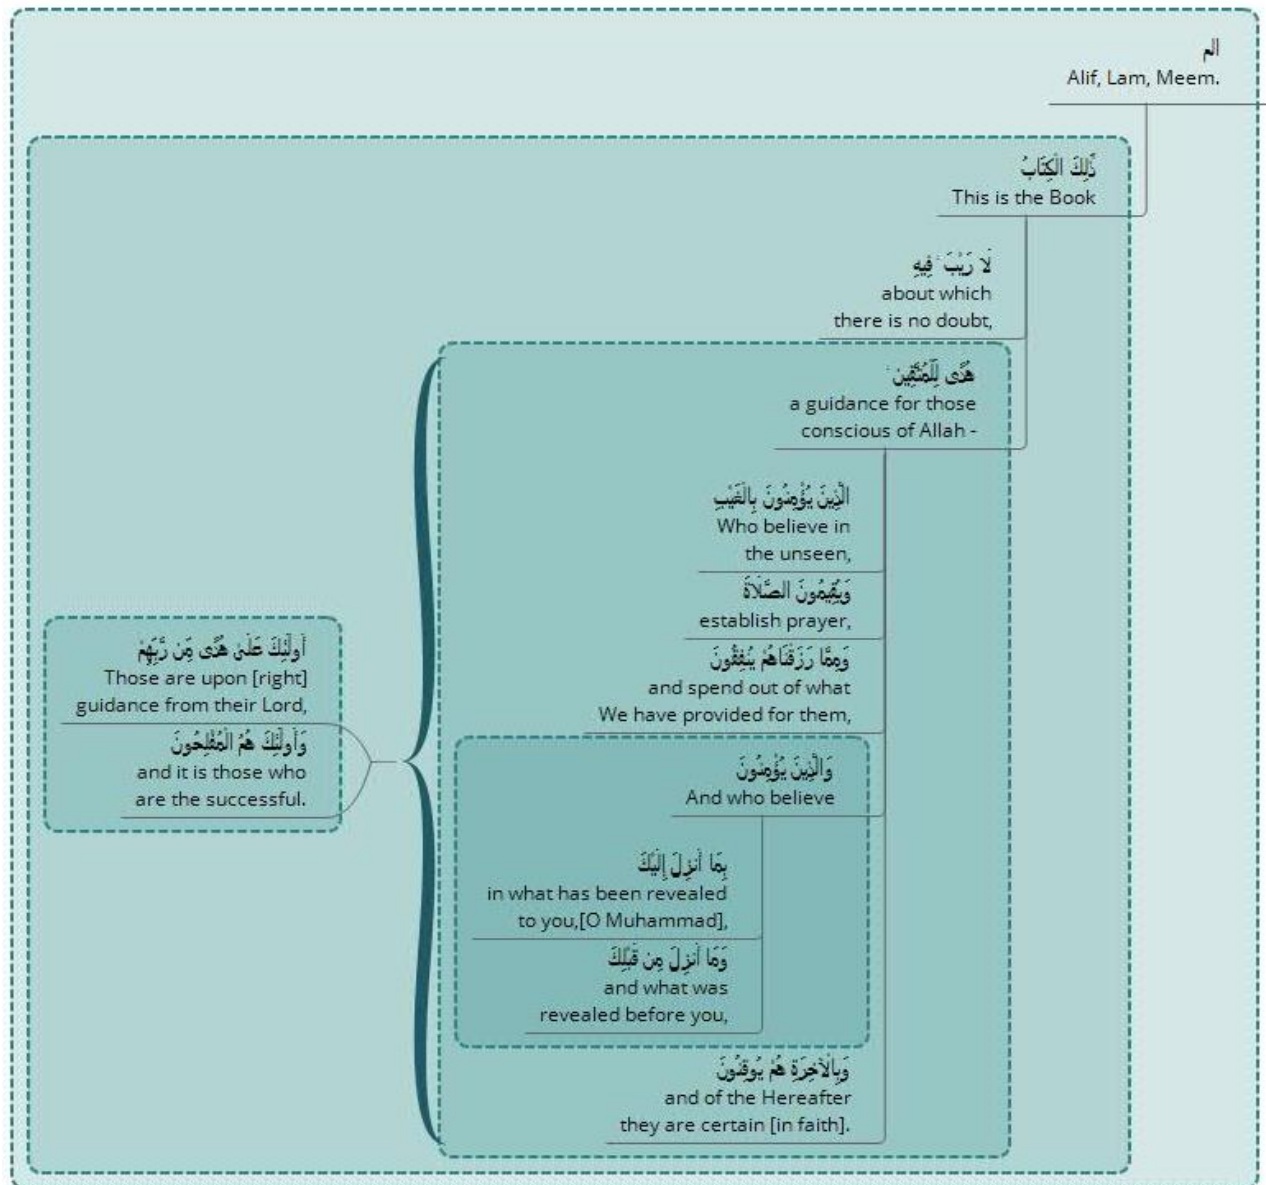 الم
Alif, Lam, Meem.
ذَٰلِكَ الْكِتَابُ
This is the Book
لَا رَيْبَ ۛ فِيهِ
about which
there is no doubt,
هُدًى لِّلْمُتَّقِين ۛ
a guidance for those
conscious of Allah -
الَّذِينَ يُؤْمِنُونَ بِالْغَيْبِ
Who believe in
the unseen,
وَيُقِيمُونَ الصَّلَاةَ
establish prayer,
وَمِمَّا رَزَقْنَاهُمْ يُنفِقُونَ
and spend out of what
We have provided for them,
وَالَّذِينَ يُؤْمِنُونَ
And who believe
بِمَا أُنزِلَ إِلَيْكَ
in what has been revealed
to you,[O Muhammad],
وَمَا أُنزِلَ مِن قَبْلِكَ
and what was
revealed before you,
وَبِالْآخِرَةِ هُمْ يُوقِنُونَ
and of the Hereafter
they are certain [in faith].
أُولَٰئِكَ عَلَىٰ هُدًى مِّن رَّبِّهِمْ
Those are upon [right]
guidance from their Lord,
وَأُولَٰئِكَ هُمُ الْمُفْلِحُونَ
and it is those who
are the successful.